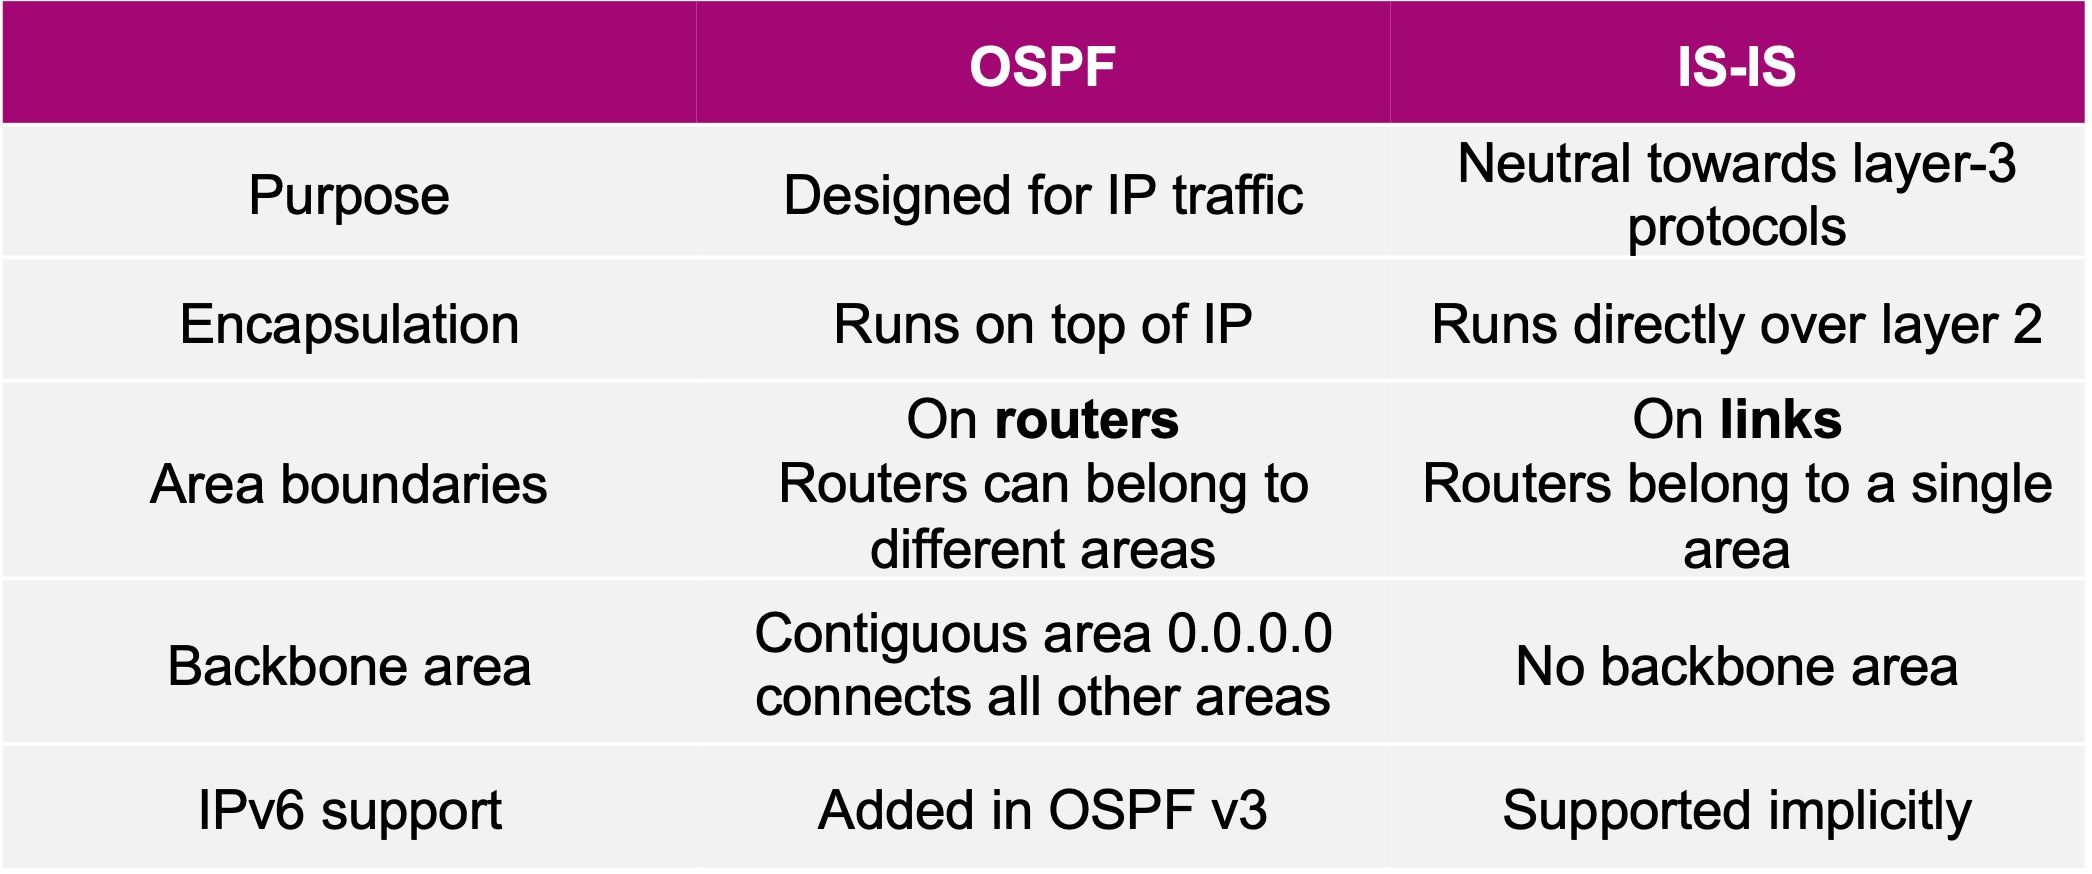 OSPF
IS-IS
Purpose
Designed for IP traffic
Neutral towards layer-3
protocols
Encapsulation
Runs on top of IP
Runs directly over layer 2
Area boundaries
On routers
Routers can belong to
different areas
On links
Routers belong to a single
area
Backbone area
Contiguous area 0.0.0.0
connects all other areas
No backbone area
IPv6 support
Added in OSPF v3
Supported implicitly